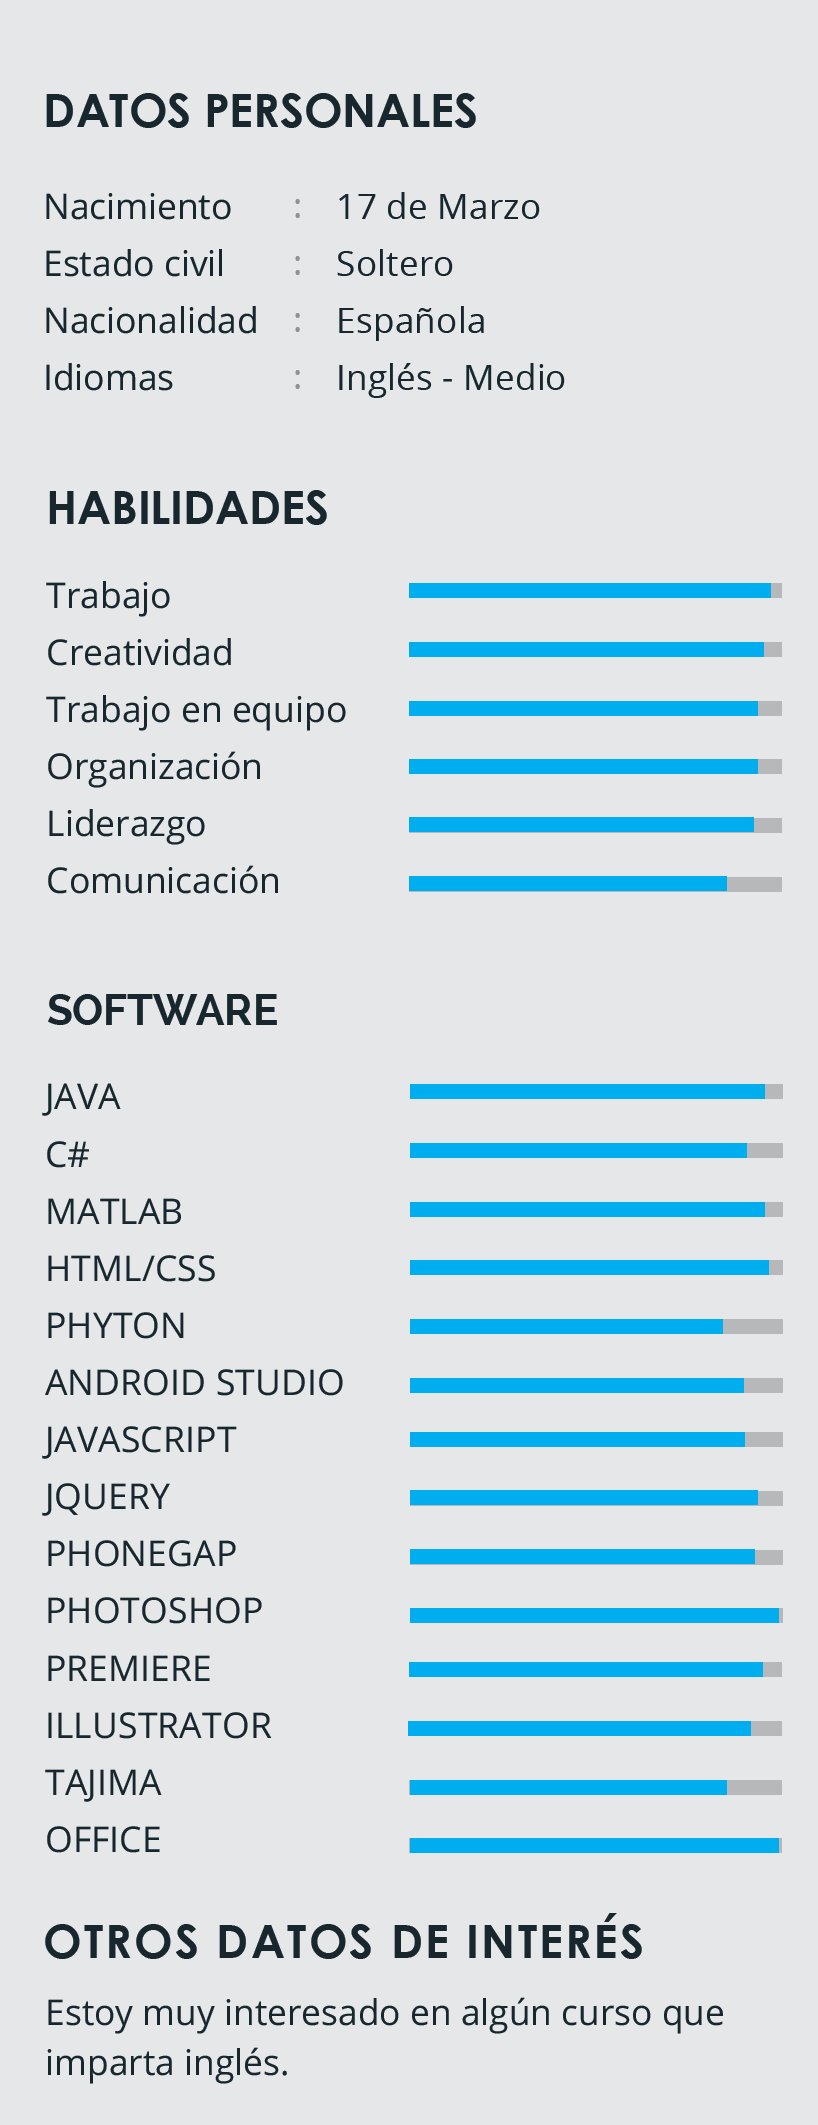 DATOS PERSONALES
Nacimiento : 17 de Marzo
Estado civil : Soltero
Nacionalidad : Española
Idiomas : Inglés - Medio
HABILIDADES
Trabajo
Creatividad
Trabajo en equipo
Organización
Liderazgo
Comunicación
SOFTWARE
JAVA
C#
MATLAB
HTML/CSS
PHYTON
ANDROID STUDIO
JAVASCRIPT
JQUERY
PHONEGAP
PHOTOSHOP
PREMIERE
ILLUSTRATOR
TAJIMA
OFFICE
OTROS DATOS DE INTERÉS
Estoy muy interesado en algún curso que
imparta inglés.